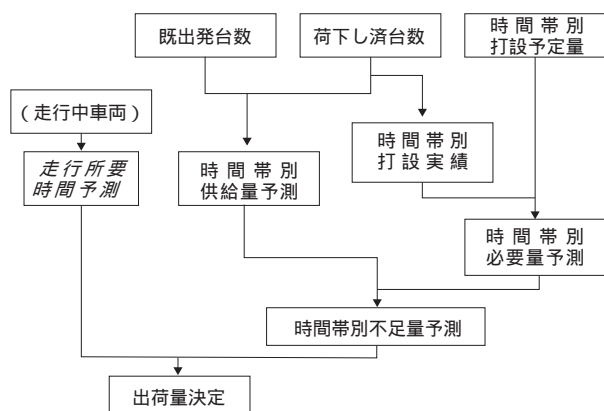 既出発台数
荷下し済台数
時間帯別
打設予定量
（走行中車両）
時間帯別
打設実績
走行所要
時間予測
時間帯別
供給量予測
時間帯別
必要量予測
時間帯別不足量予測
出荷量決定